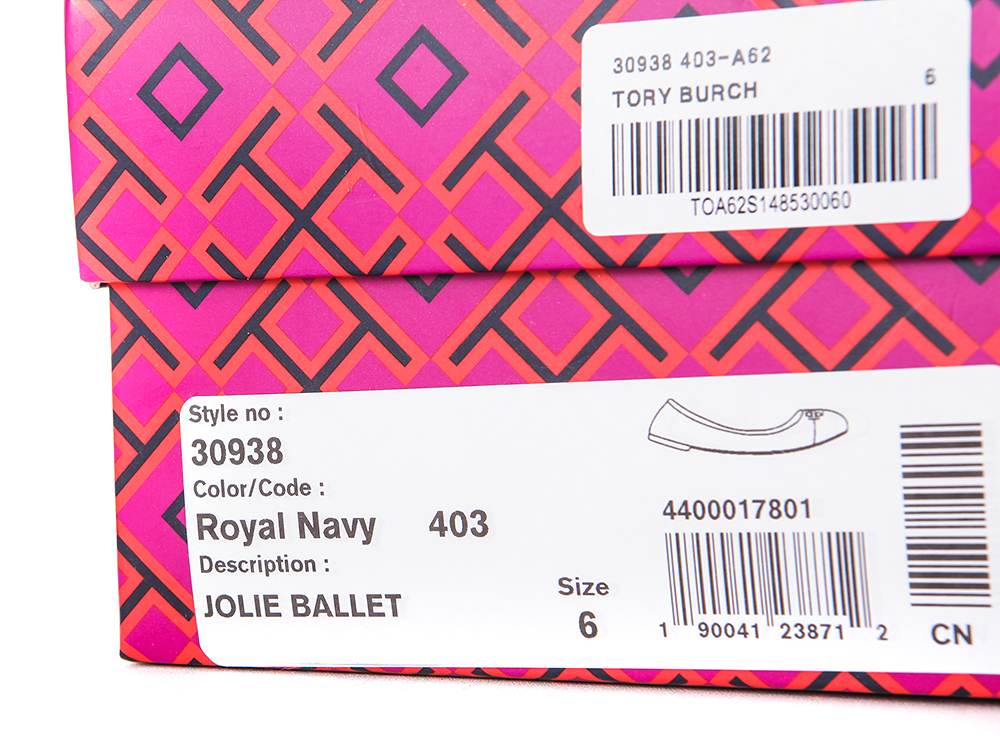 30938 403-A62
6
TORY BURCH
TOA62S148530060
Style no :
30938
Color/Code :
Royal Navy 403
Description :
JOLIE BALLET
Size
6
4400017801
1 90041 23871 2
CN